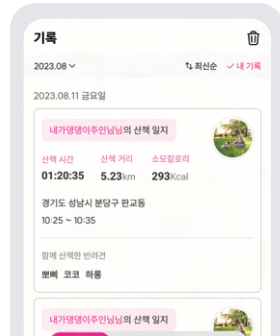 기록
2023.08 최신순 내 기록
2023.08.11 금요일
내가댕댕이주인님님의 산책 일지
산책 시간 산책 거리 소모칼로리
01:20:35 5.23km 293Kcal
경기도 성남시 분당구 판교동
10:25 ~ 10:35
함께 산책한 반려견
뽀삐 코코 하롱
내가댕댕이주인님님의 산책 일지